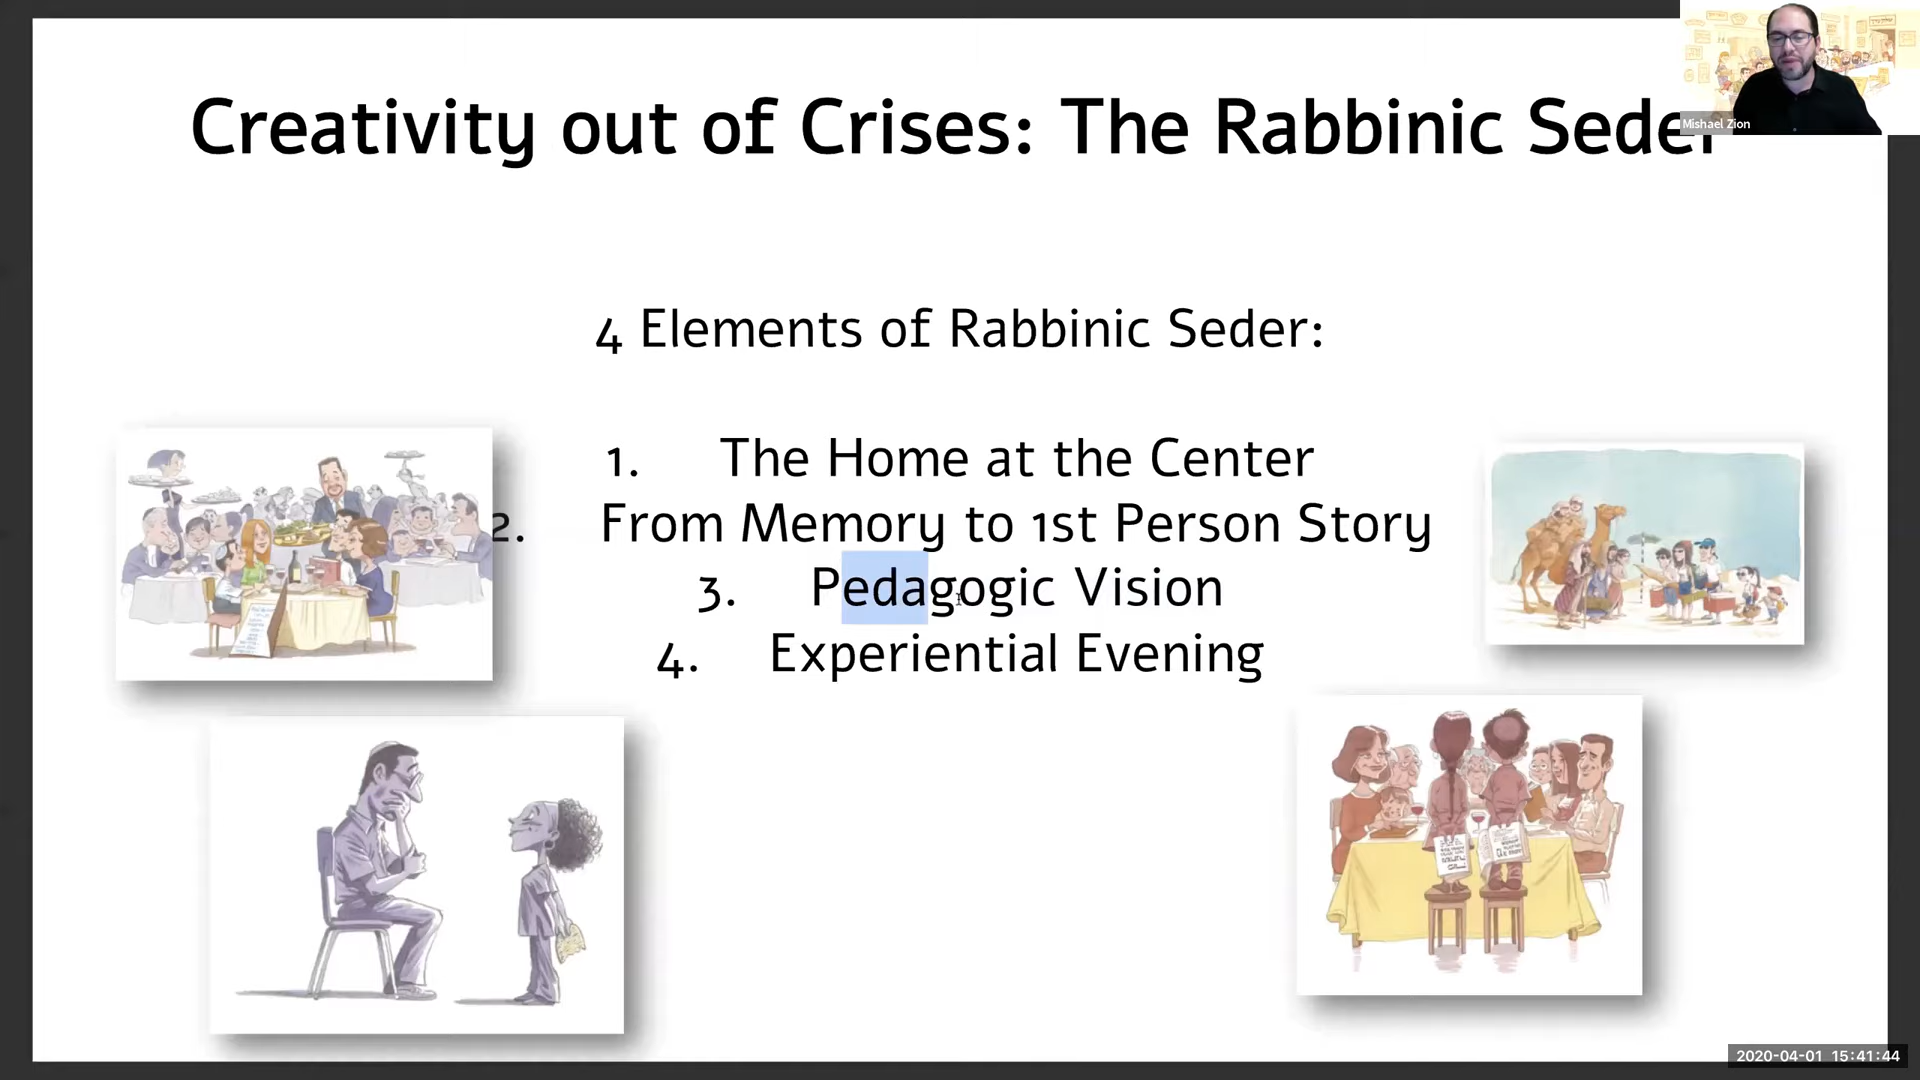 Creativity out of Crises: The Rabbinic Seder
Mishael Zion
4 Elements of Rabbinic Seder:
1. The Home at the Center
2. From Memory to 1st Person Story
3. Pedagogic Vision
4. Experiential Evening
2020-04-01 15:41:44